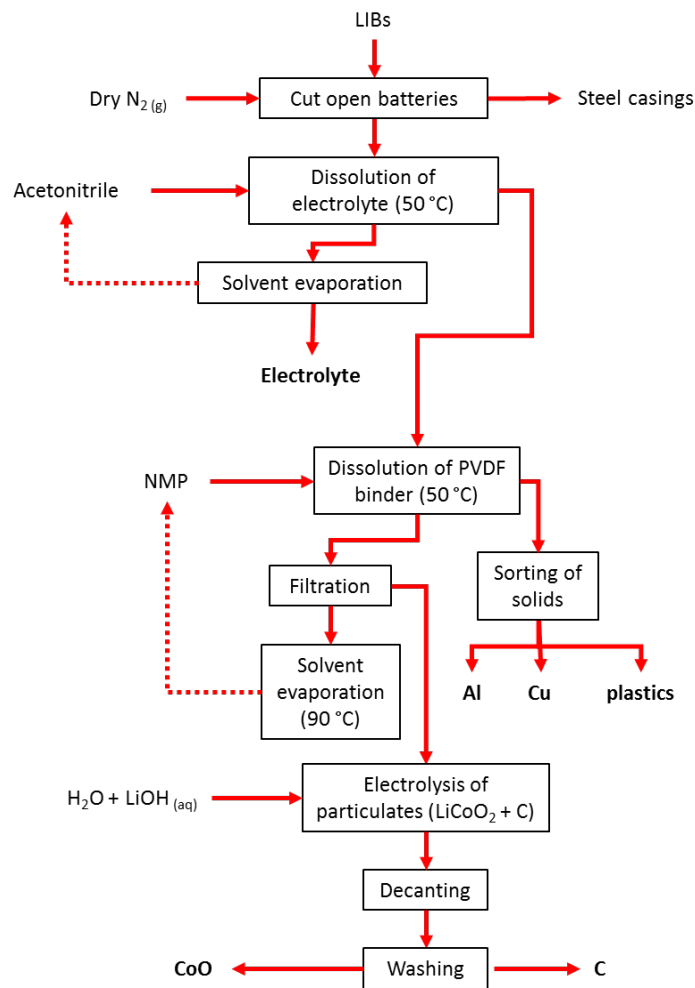 LIBs
Dry N₂ (g)
Cut open batteries
Steel casings
Acetonitrile
Dissolution of
electrolyte (50 °C)
Solvent evaporation
Electrolyte
NMP
Dissolution of PVDF
binder (50 °C)
Filtration
Sorting of
solids
Solvent
evaporation
(90 °C)
Al
Cu
plastics
H₂O + LiOH (aq)
Electrolysis of
particulates (LiCoO₂ + C)
Decanting
CoO
Washing
C